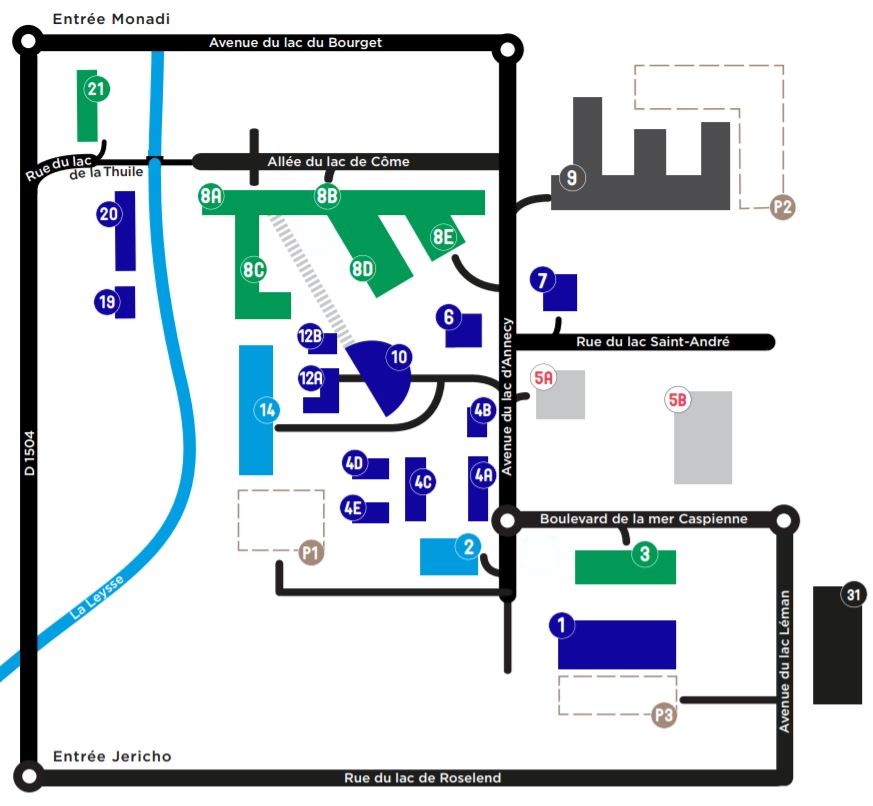 Entrée Monadi
Avenue du lac du Bourget
21
Rue du lac
de la Thuile
Allée du lac de Côme
9
P2
8A
8B
20
8E
8C
8D
7
19
6
12B
Rue du lac Saint-André
10
12A
5A
5B
14
4B
Avenue du lac d'Annecy
D 1504
4D
4A
4C
4E
Boulevard de la mer Caspienne
P1
2
3
La Leysse
31
1
Avenue du lac Léman
P3
Entrée Jericho
Rue du lac de Roselend